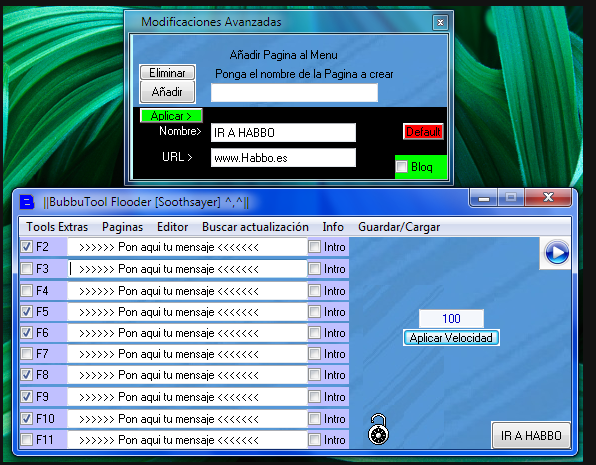 Modificaciones Avanzadas
Añadir Pagina al Menu
Eliminar
Ponga el nombre de la Pagina a crear
Añadir
Aplicar >
Nombre>
IR A HABBO
Default
URL >
www.Habbo.es
Bloq
||BubbuTool Flooder [Soothsayer] ^,^||
Tools Extras Paginas Editor Buscar actualización Info Guardar/Cargar
F2 >>>>>> Pon aqui tu mensaje <<<<<<< Intro
F3 >>>>>> Pon aqui tu mensaje <<<<<<< Intro
F4 >>>>>> Pon aqui tu mensaje <<<<<<< Intro
F5 >>>>>> Pon aqui tu mensaje <<<<<<< Intro
F6 >>>>>> Pon aqui tu mensaje <<<<<<< Intro
F7 >>>>>> Pon aqui tu mensaje <<<<<<< Intro
F8 >>>>>> Pon aqui tu mensaje <<<<<<< Intro
F9 >>>>>> Pon aqui tu mensaje <<<<<<< Intro
F10 >>>>>> Pon aqui tu mensaje <<<<<<< Intro
F11 >>>>>> Pon aqui tu mensaje <<<<<<< Intro
100
Aplicar Velocidad
IR A HABBO